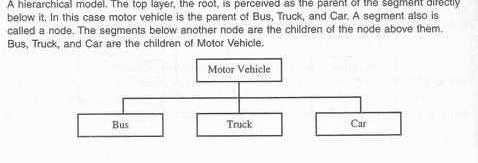 A hierarchical model. The top layer, the root, is perceived as the parent of the segment directly
below it. In this case motor vehicle is the parent of Bus, Truck, and Car. A segment also is
called a node. The segments below another node are the children of the node above them.
Bus, Truck, and Car are the children of Motor Vehicle.
Motor Vehicle
Bus Truck Car